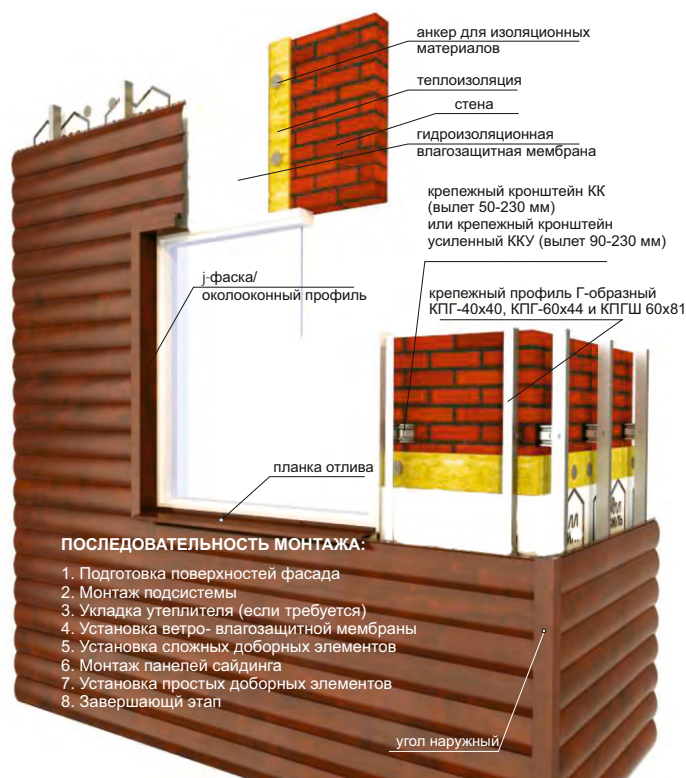 анкер для изоляционных
материалов
теплоизоляция
стена
гидроизоляционная
влагозащитная мембрана
крепежный кронштейн КК
(вылет 50-230 мм)
или крепежный кронштейн
усиленный ККУ (вылет 90-230 мм)
j-фаска/
околооконный профиль
крепежный профиль Г-образный
КПГ-40х40, КПГ-60х44 и КПГШ 60х81
планка отлива
ПОСЛЕДОВАТЕЛЬНОСТЬ МОНТАЖА:
1. Подготовка поверхностей фасада
2. Монтаж подсистемы
3. Укладка утеплителя (если требуется)
4. Установка ветро- влагозащитной мембраны
5. Установка сложных доборных элементов
6. Монтаж панелей сайдинга
7. Установка простых доборных элементов
8. Завершающй этап
угол наружный